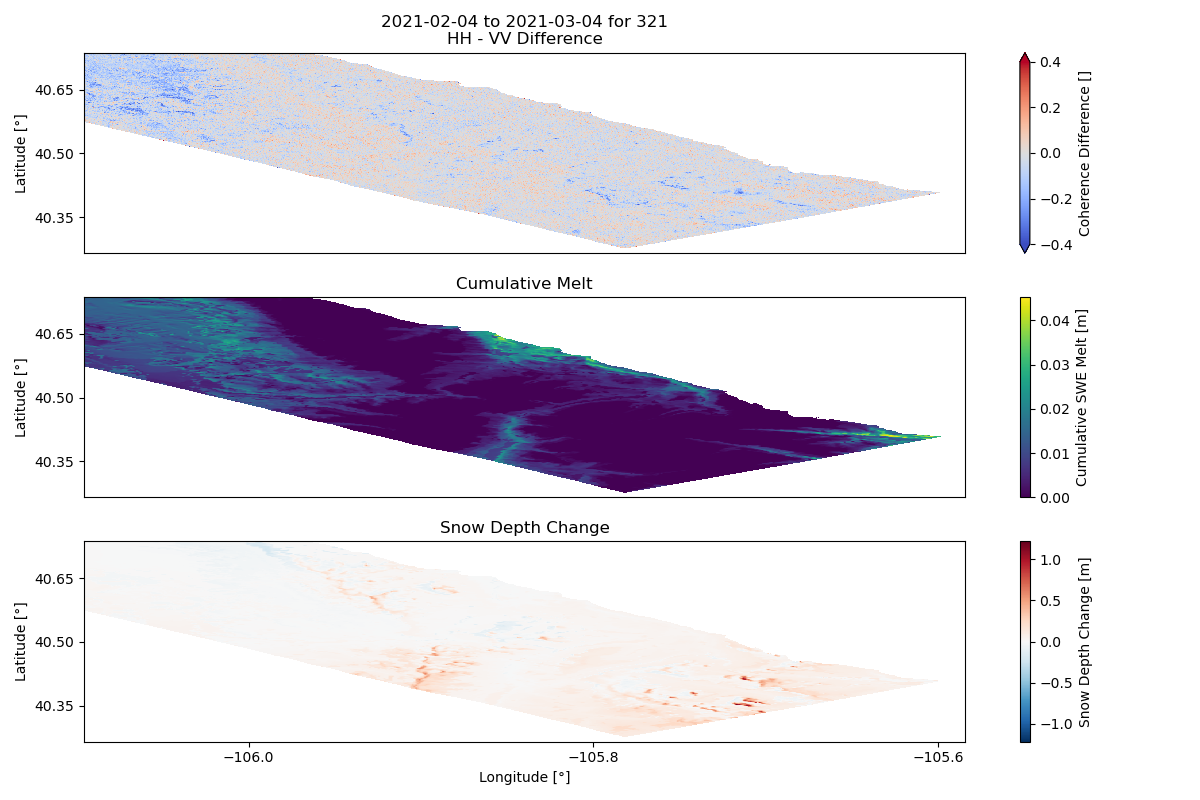 2021-02-04 to 2021-03-04 for 321
HH - VV Difference
40.65
40.50
40.35
Latitude [°]
0.4
0.2
0.0
−0.2
−0.4
Coherence Difference []
Cumulative Melt
40.65
40.50
40.35
Latitude [°]
0.04
0.03
0.02
0.01
0.00
Cumulative SWE Melt [m]
Snow Depth Change
40.65
40.50
40.35
Latitude [°]
1.0
0.5
0.0
−0.5
−1.0
Snow Depth Change [m]
−106.0
−105.8
−105.6
Longitude [°]